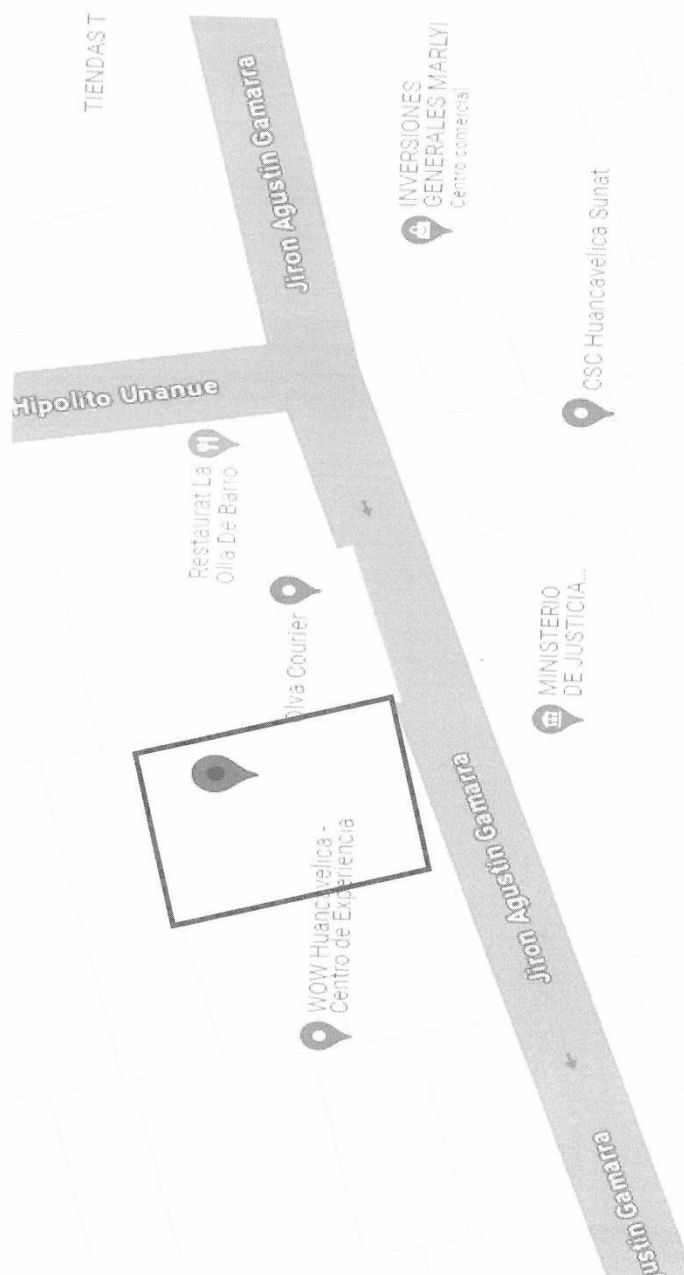 TIENDAS T
Jiron Agustin Gamarra
INVERSIONES
GENERALES MARLYI
Centro comercial
Hipolito Unanue
CSC Huancavelica Sunat
Restaurat La
Olla De Barro
Olva Courier
MINISTERIO
DE JUSTICIA...
WOW Huancavelica -
Centro de Experiencia
Jiron Agustin Gamarra
ustin Gamarra